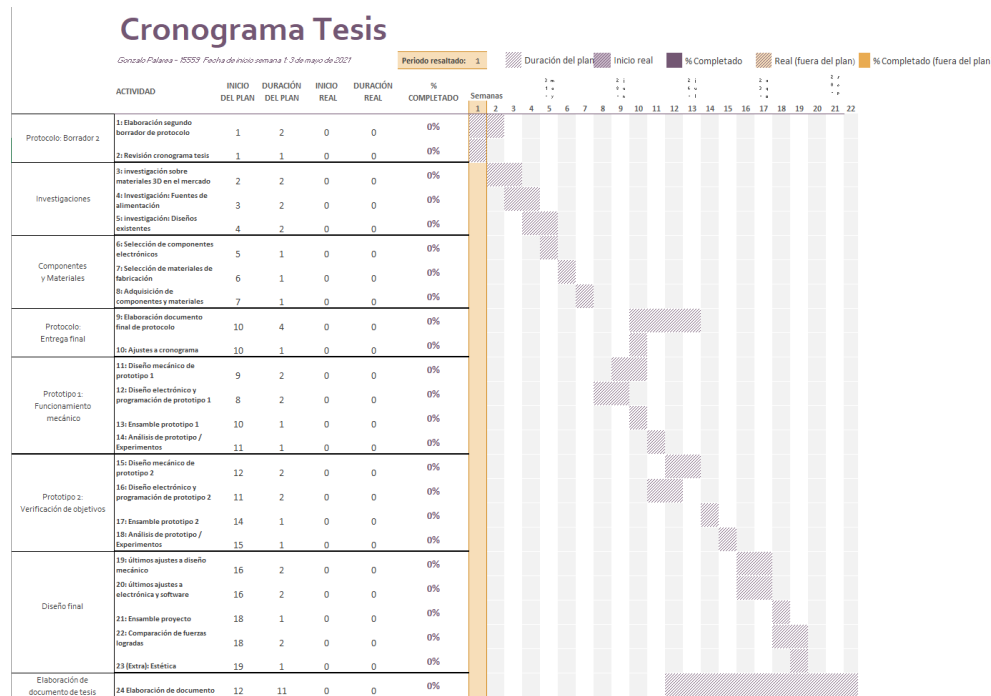 Cronograma Tesis
Gonzalo Palarea – 15559 Fecha de inicio semana 1: 3 de mayo de 2021
Periodo resaltado: 1
Duración del plan
Inicio real
% Completado
Real (fuera del plan)
% Completado (fuera del plan
ACTIVIDAD
INICIO DURACIÓN INICIO DURACIÓN %
DEL PLAN DEL PLAN REAL REAL COMPLETADO
Semanas
1 2 3 4 5 6 7 8 9 10 11 12 13 14 15 16 17 18 19 20 21 22
Protocolo: Borrador 2
1: Elaboración segundo
borrador de protocolo 1 2 0 0 0%
2: Revisión cronograma tesis 1 1 0 0 0%
Investigaciones
3: investigación sobre
materiales 3D en el mercado 2 2 0 0 0%
4: Investigación: Fuentes de
alimentación 3 2 0 0 0%
5: investigación: Diseños
existentes 4 2 0 0 0%
Componentes
y Materiales
6: Selección de componentes
electrónicos 5 1 0 0 0%
7: Selección de materiales de
fabricación 6 1 0 0 0%
8: Adquisición de
componentes y materiales 7 1 0 0 0%
Protocolo:
Entrega final
9: Elaboración documento
final de protocolo 10 4 0 0 0%
10: Ajustes a cronograma 10 1 0 0 0%
Prototipo 1:
Funcionamiento
mecánico
11: Diseño mecánico de
prototipo 1 9 2 0 0 0%
12: Diseño electrónico y
programación de prototipo 1 8 2 0 0 0%
13: Ensamble prototipo 1 10 1 0 0 0%
14: Análisis de prototipo /
Experimentos 11 1 0 0 0%
Prototipo 2:
Verificación de objetivos
15: Diseño mecánico de
prototipo 2 12 2 0 0 0%
16: Diseño electrónico y
programación de prototipo 2 11 2 0 0 0%
17: Ensamble prototipo 2 14 1 0 0 0%
18: Análisis de prototipo /
Experimentos 15 1 0 0 0%
Diseño final
19: últimos ajustes a diseño
mecánico 16 2 0 0 0%
20: últimos ajustes a
electrónica y software 16 2 0 0 0%
21: Ensamble proyecto 18 1 0 0 0%
22: Comparación de fuerzas
logradas 18 2 0 0 0%
23 (Extra): Estética 19 1 0 0 0%
Elaboración de
documento de tesis
24 Elaboración de documento 12 11 0 0 0%